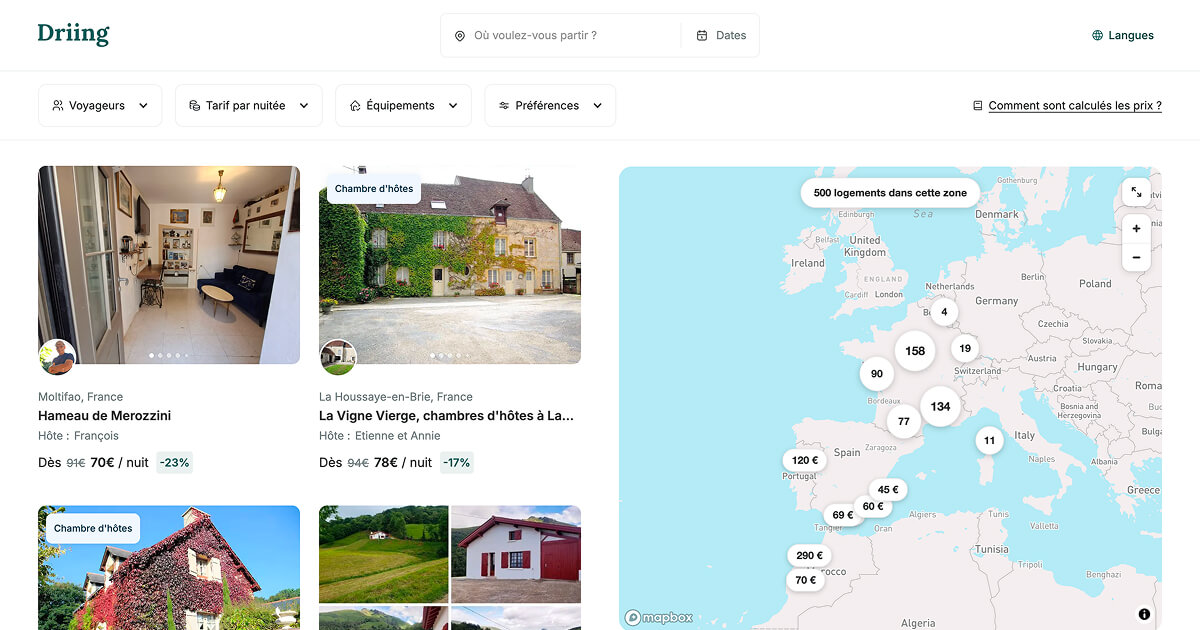 Driing
Où voulez-vous partir ?
Dates
Langues
Voyageurs
Tarif par nuitée
Équipements
Préférences
Comment sont calculés les prix ?
Chambre d'hôtes
Moltifao, France
Hameau de Merozzini
Hôte : François
Dès 91€ 70€ / nuit -23%
La Houssaye-en-Brie, France
La Vigne Vierge, chambres d'hôtes à La...
Hôte : Etienne et Annie
Dès 94€ 78€ / nuit -17%
Chambre d'hôtes
500 logements dans cette zone
Gothenburg
Edinburgh
Sea
Denmark
Belfast
United
Kingdom
Ireland
ENGLAND
Cardiff
London
Netherlands
Berlin
Poland
Germany
4
Czechia
158
19
Slovakia
Austria
Switzerland
Hungary
90
Roma
Croatia
Bordeaux
134
Bosnia and
Herzegovina
77
11
Italy
Bulg
Spain
Zaragoza
120 €
Naples
Albania
Portugal
45 €
Greece
60 €
69 €
Tangier
Oran
Algiers
Tunis
Valletta
290 €
Tunisia
rocco
70 €
Tripoli
Benghazi
Algeria
mapbox